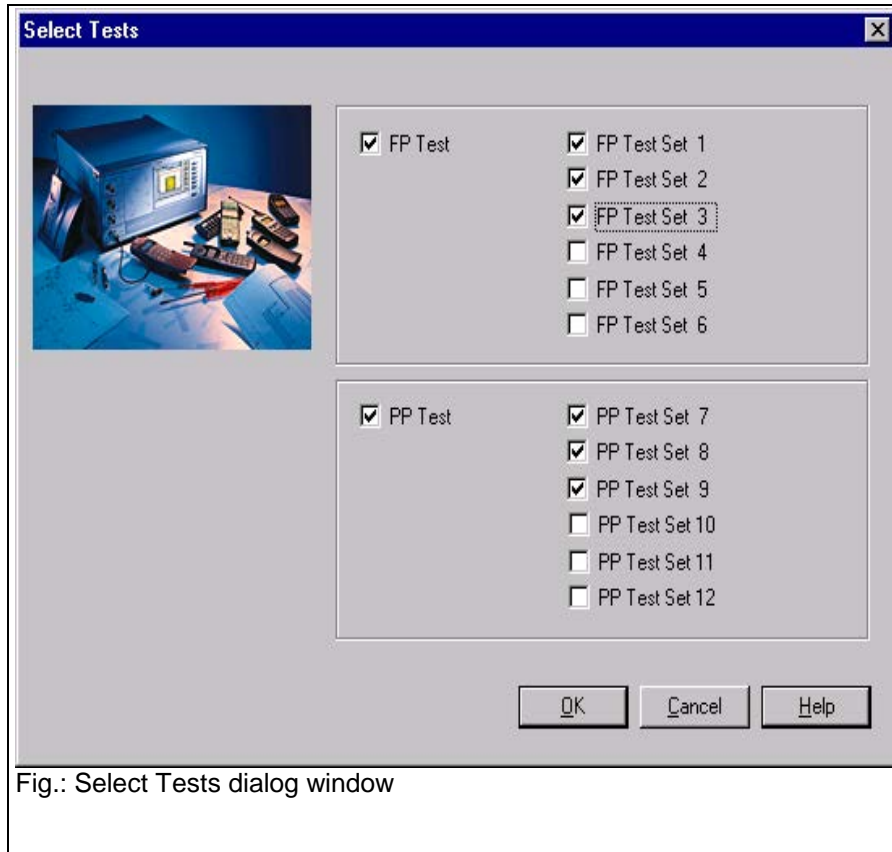 Select Tests
FP Test
FP Test Set 1
FP Test Set 2
FP Test Set 3
FP Test Set 4
FP Test Set 5
FP Test Set 6
PP Test
PP Test Set 7
PP Test Set 8
PP Test Set 9
PP Test Set 10
PP Test Set 11
PP Test Set 12
OK
Cancel
Help
Fig.: Select Tests dialog window